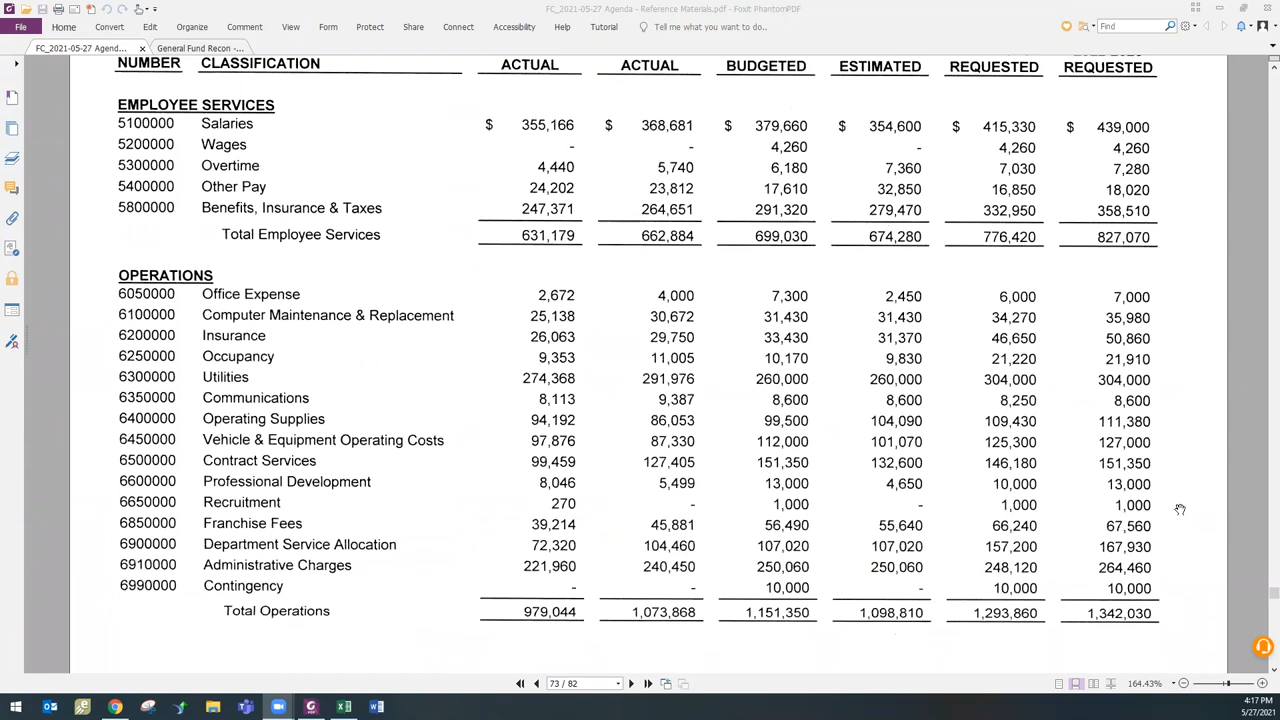 FC_2021-05-27 Agenda - Reference Materials.pdf - Foxit PhantomPDF
File Home Convert Edit Organize Comment View Form Protect Share Connect Accessibility Help Tutorial Tell me what you want to do... Find
FC_2021-05-27 Agend... General Fund Recon -...
NUMBER CLASSIFICATION ACTUAL ACTUAL BUDGETED ESTIMATED REQUESTED REQUESTED
EMPLOYEE SERVICES
5100000 Salaries $ 355,166 $ 368,681 $ 379,660 $ 354,600 $ 415,330 $ 439,000
5200000 Wages - - 4,260 - 4,260 4,260
5300000 Overtime 4,440 5,740 6,180 7,360 7,030 7,280
5400000 Other Pay 24,202 23,812 17,610 32,850 16,850 18,020
5800000 Benefits, Insurance & Taxes 247,371 264,651 291,320 279,470 332,950 358,510
Total Employee Services 631,179 662,884 699,030 674,280 776,420 827,070
OPERATIONS
6050000 Office Expense 2,672 4,000 7,300 2,450 6,000 7,000
6100000 Computer Maintenance & Replacement 25,138 30,672 31,430 31,430 34,270 35,980
6200000 Insurance 26,063 29,750 33,430 31,370 46,650 50,860
6250000 Occupancy 9,353 11,005 10,170 9,830 21,220 21,910
6300000 Utilities 274,368 291,976 260,000 260,000 304,000 304,000
6350000 Communications 8,113 9,387 8,600 8,600 8,250 8,600
6400000 Operating Supplies 94,192 86,053 99,500 104,090 109,430 111,380
6450000 Vehicle & Equipment Operating Costs 97,876 87,330 112,000 101,070 125,300 127,000
6500000 Contract Services 99,459 127,405 151,350 132,600 146,180 151,350
6600000 Professional Development 8,046 5,499 13,000 4,650 10,000 13,000
6650000 Recruitment 270 - 1,000 - 1,000 1,000
6850000 Franchise Fees 39,214 45,881 56,490 55,640 66,240 67,560
6900000 Department Service Allocation 72,320 104,460 107,020 107,020 157,200 167,930
6910000 Administrative Charges 221,960 240,450 250,060 250,060 248,120 264,460
6990000 Contingency - - 10,000 - 10,000 10,000
Total Operations 979,044 1,073,868 1,151,350 1,098,810 1,293,860 1,342,030
73 / 82 164.43%
4:17 PM
5/27/2021